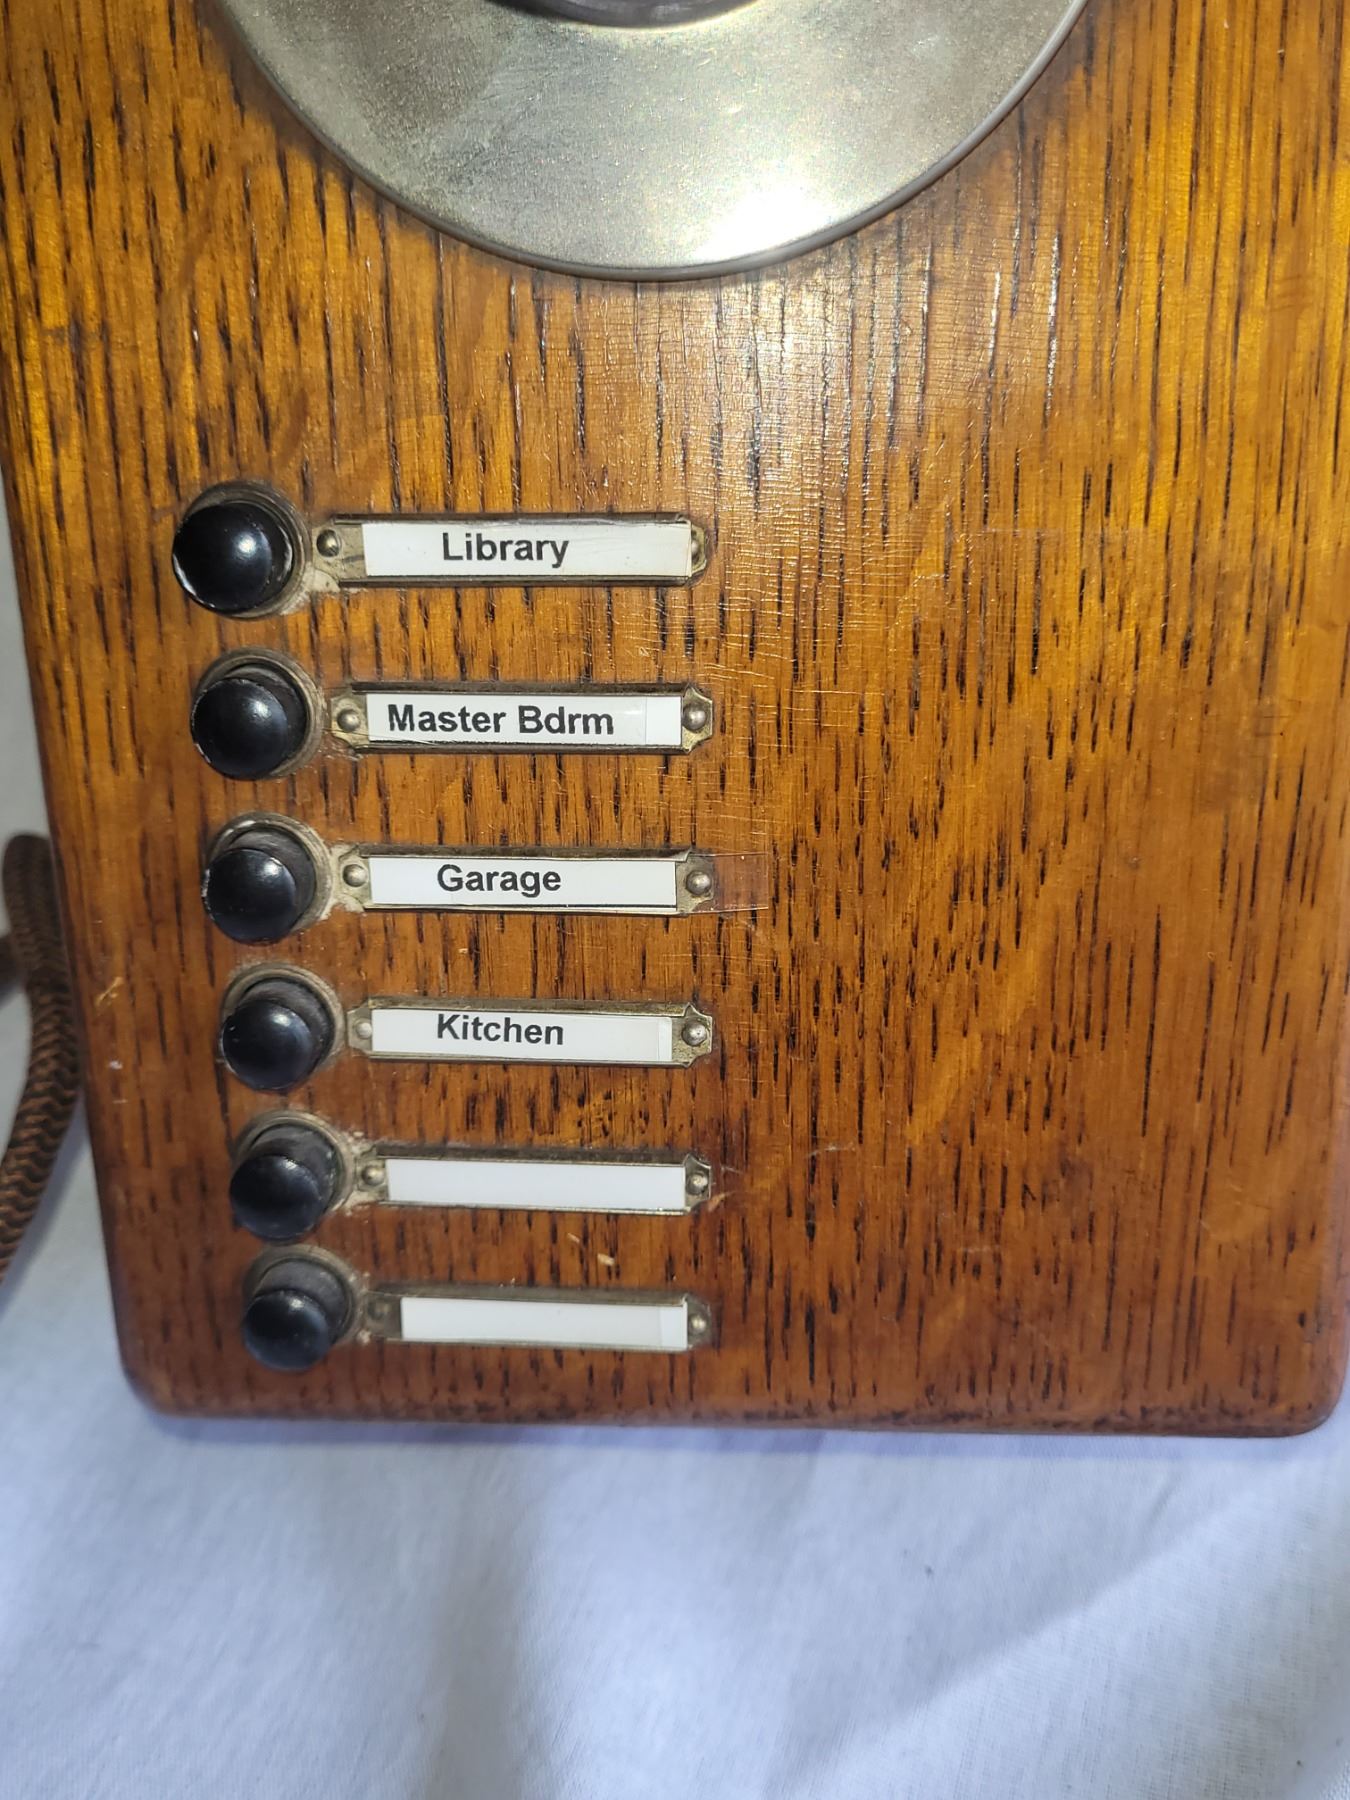 Library
Master Bdrm
Garage
Kitchen